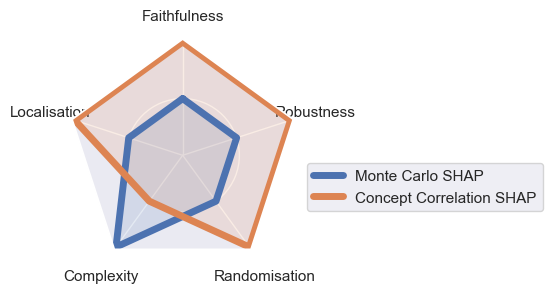 Faithfulness
Localisation
Robustness
Monte Carlo SHAP
Concept Correlation SHAP
Complexity
Randomisation